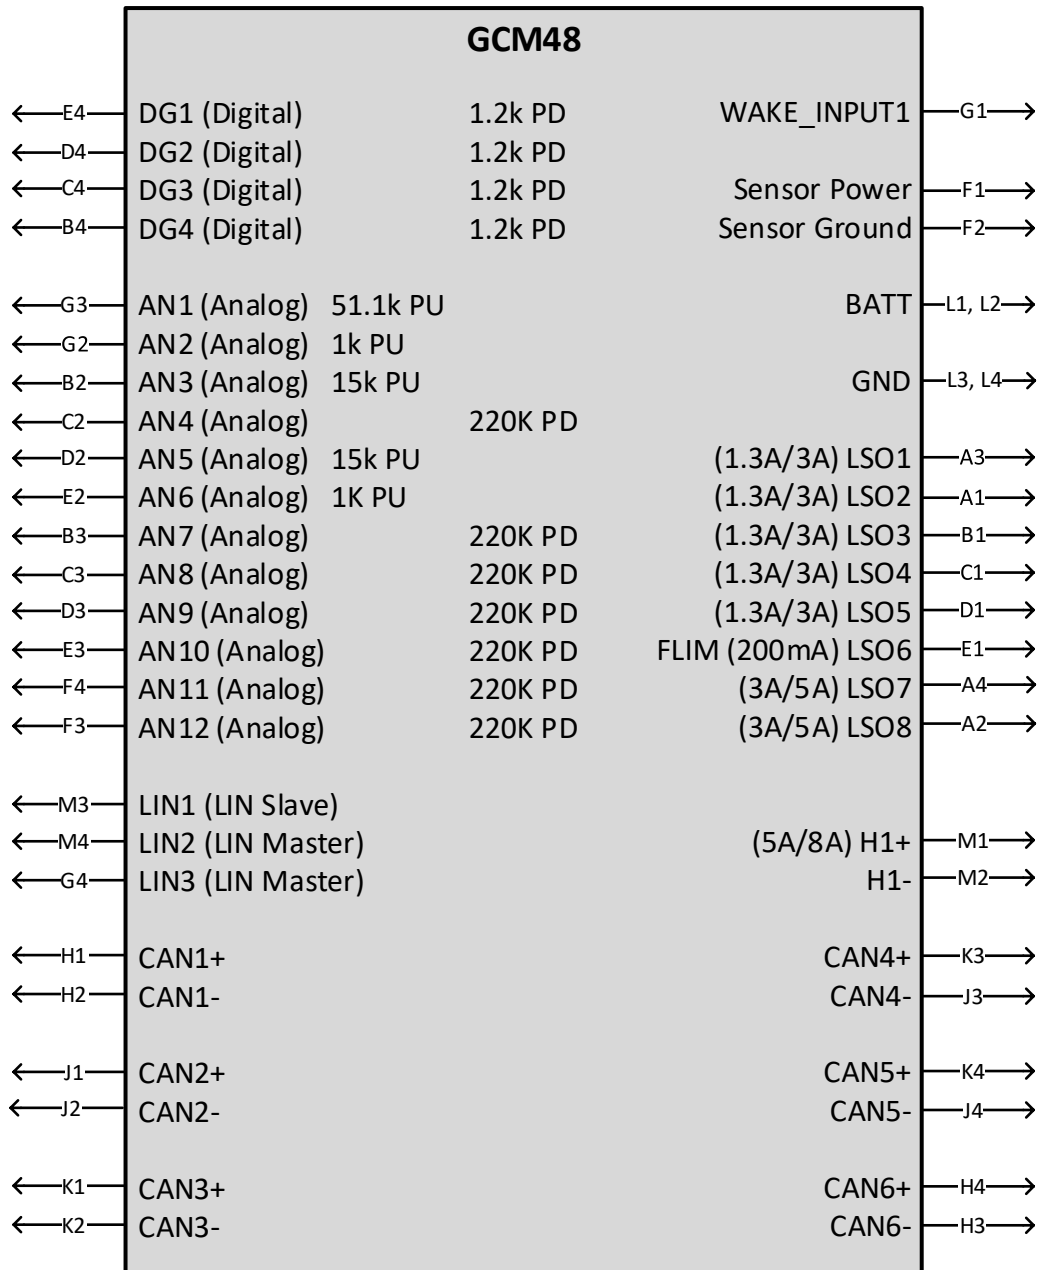 GCM48
E4 DG1 (Digital) 1.2k PD WAKE_INPUT1 G1
D4 DG2 (Digital) 1.2k PD
C4 DG3 (Digital) 1.2k PD Sensor Power F1
B4 DG4 (Digital) 1.2k PD Sensor Ground F2
G3 AN1 (Analog) 51.1k PU BATT L1, L2
G2 AN2 (Analog) 1k PU
B2 AN3 (Analog) 15k PU GND L3, L4
C2 AN4 (Analog) 220K PD
D2 AN5 (Analog) 15k PU (1.3A/3A) LSO1 A3
E2 AN6 (Analog) 1K PU (1.3A/3A) LSO2 A1
B3 AN7 (Analog) 220K PD (1.3A/3A) LSO3 B1
C3 AN8 (Analog) 220K PD (1.3A/3A) LSO4 C1
D3 AN9 (Analog) 220K PD (1.3A/3A) LSO5 D1
E3 AN10 (Analog) 220K PD FLIM (200mA) LSO6 E1
F4 AN11 (Analog) 220K PD (3A/5A) LSO7 A4
F3 AN12 (Analog) 220K PD (3A/5A) LSO8 A2
M3 LIN1 (LIN Slave)
M4 LIN2 (LIN Master) (5A/8A) H1+ M1
G4 LIN3 (LIN Master) H1- M2
H1 CAN1+ CAN4+ K3
H2 CAN1- CAN4- J3
J1 CAN2+ CAN5+ K4
J2 CAN2- CAN5- J4
K1 CAN3+ CAN6+ H4
K2 CAN3- CAN6- H3